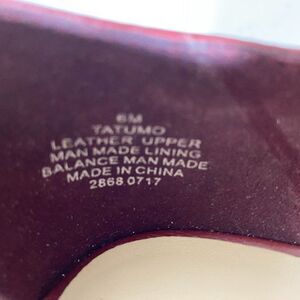 6M
TATUMO
LEATHER UPPER
MAN MADE LINING
BALANCE MAN MADE
MADE IN CHINA
2868 0717